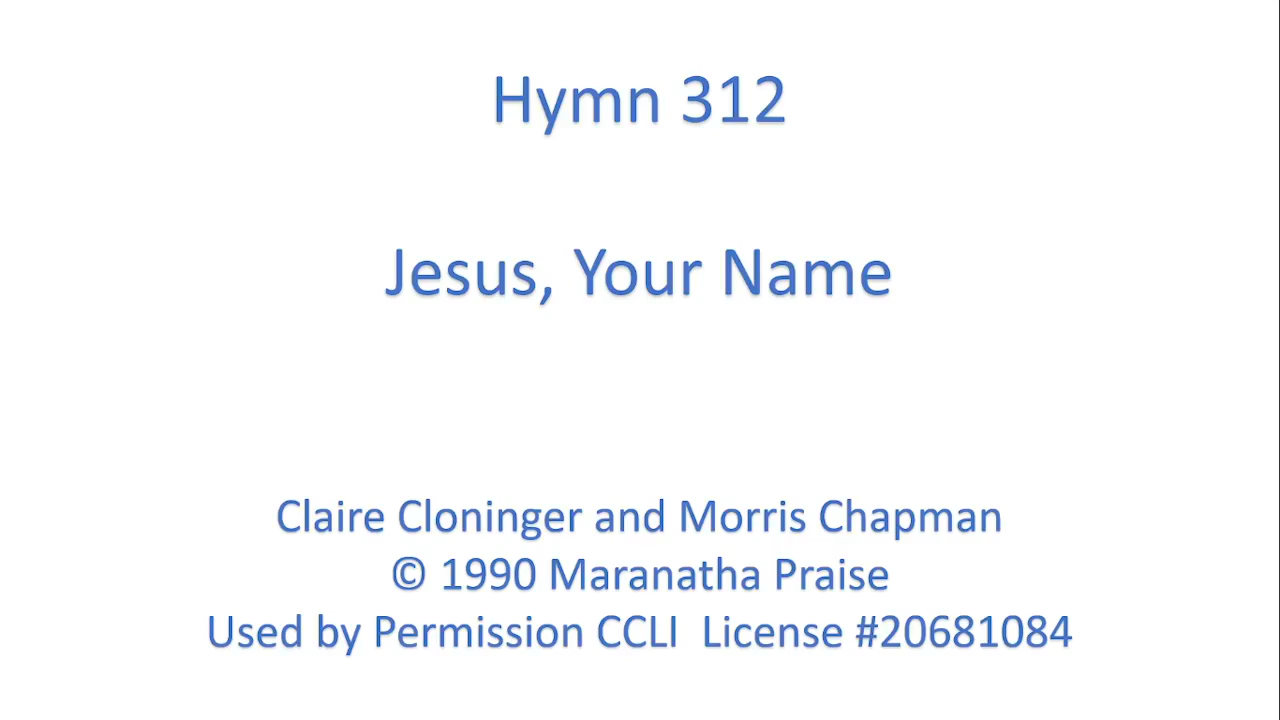 Hymn 312
Jesus, Your Name
Claire Cloninger and Morris Chapman
© 1990 Maranatha Praise
Used by Permission CCLI  License #20681084